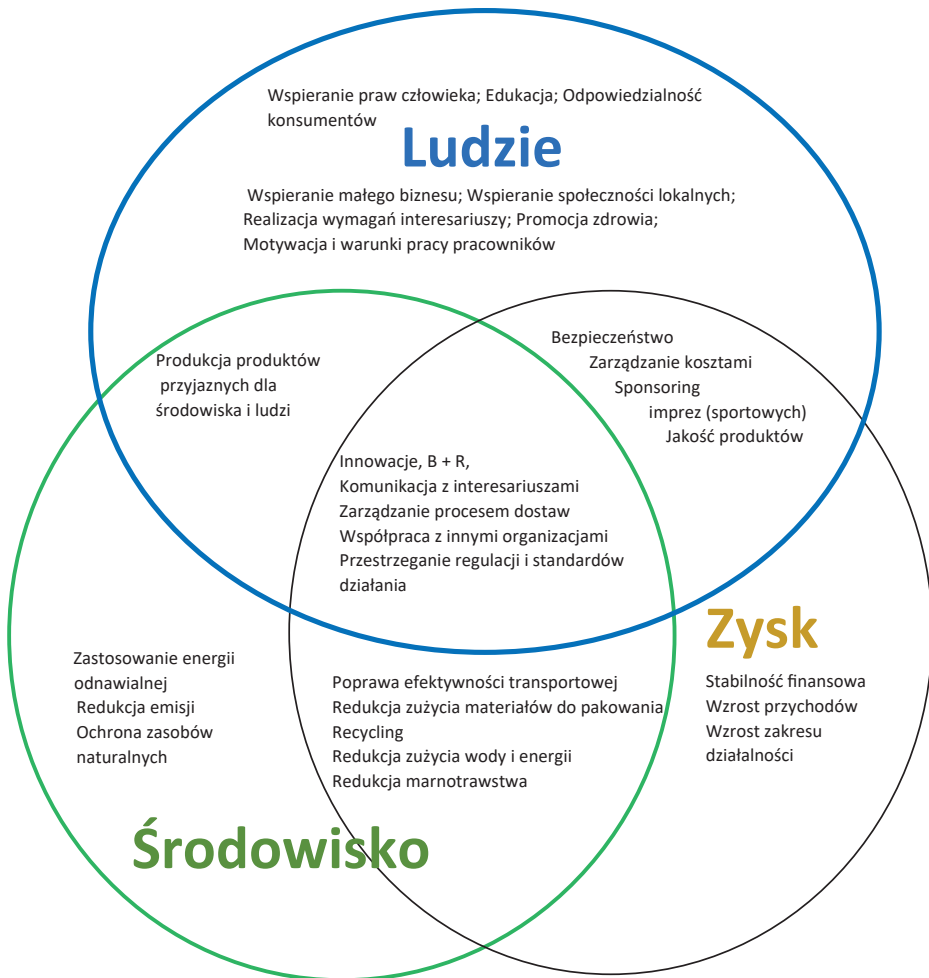 Wspieranie praw człowieka; Edukacja; Odpowiedzialność
konsumentów
Ludzie
Wspieranie małego biznesu; Wspieranie społeczności lokalnych;
Realizacja wymagań interesariuszy; Promocja zdrowia;
Motywacja i warunki pracy pracowników
Produkcja produktów
przyjaznych dla
środowiska i ludzi
Bezpieczeństwo
Zarządzanie kosztami
Sponsoring
imprez (sportowych)
Jakość produktów
Innowacje, B + R,
Komunikacja z interesariuszami
Zarządzanie procesem dostaw
Współpraca z innymi organizacjami
Przestrzeganie regulacji i standardów
działania
Zastosowanie energii
odnawialnej
Redukcja emisji
Ochrona zasobów
naturalnych
Poprawa efektywności transportowej
Redukcja zużycia materiałów do pakowania
Recycling
Redukcja zużycia wody i energii
Redukcja marnotrawstwa
Zysk
Stabilność finansowa
Wzrost przychodów
Wzrost zakresu
działalności
Środowisko